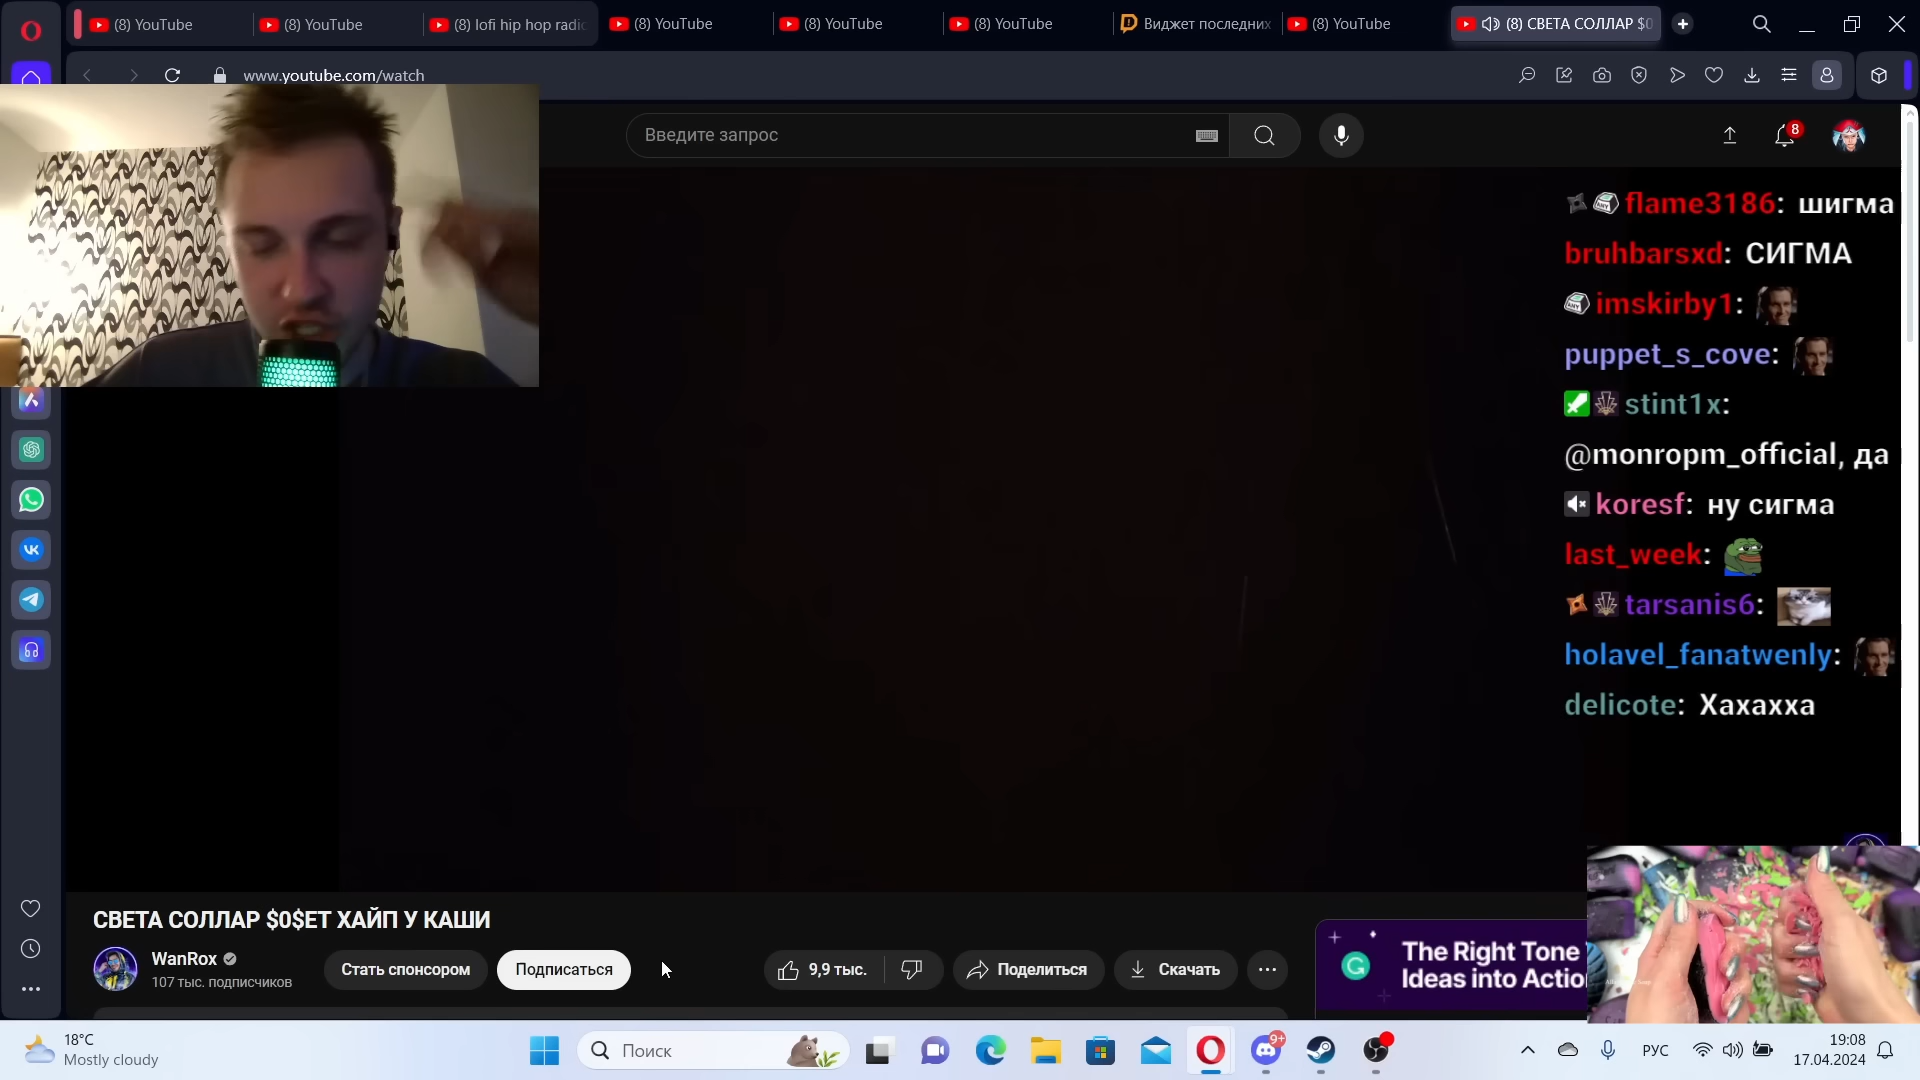 (8) YouTube
(8) YouTube
(8) lofi hip hop radio
(8) YouTube
(8) YouTube
(8) YouTube
Виджет последних
(8) YouTube
(8) СВЕТА СОЛЛАР $0
www.youtube.com/watch
Введите запрос
8
flame3186: шигма
bruhbarsxd: СИГМА
imskirby1:
puppet_s_cove:
stint1x:
@monropm_official, да
koresf: ну сигма
last_week:
tarsanis6:
holavel_fanatwenly:
delicote: Хахахха
СВЕТА СОЛЛАР $0$ЕТ ХАЙП У КАШИ
WanRox
107 тыс. подписчиков
Стать спонсором
Подписаться
9,9 тыс.
Поделиться
Скачать
The Right Tone
Ideas into Actio
18°C
Mostly cloudy
Поиск
9+
РУС
19:08
17.04.2024